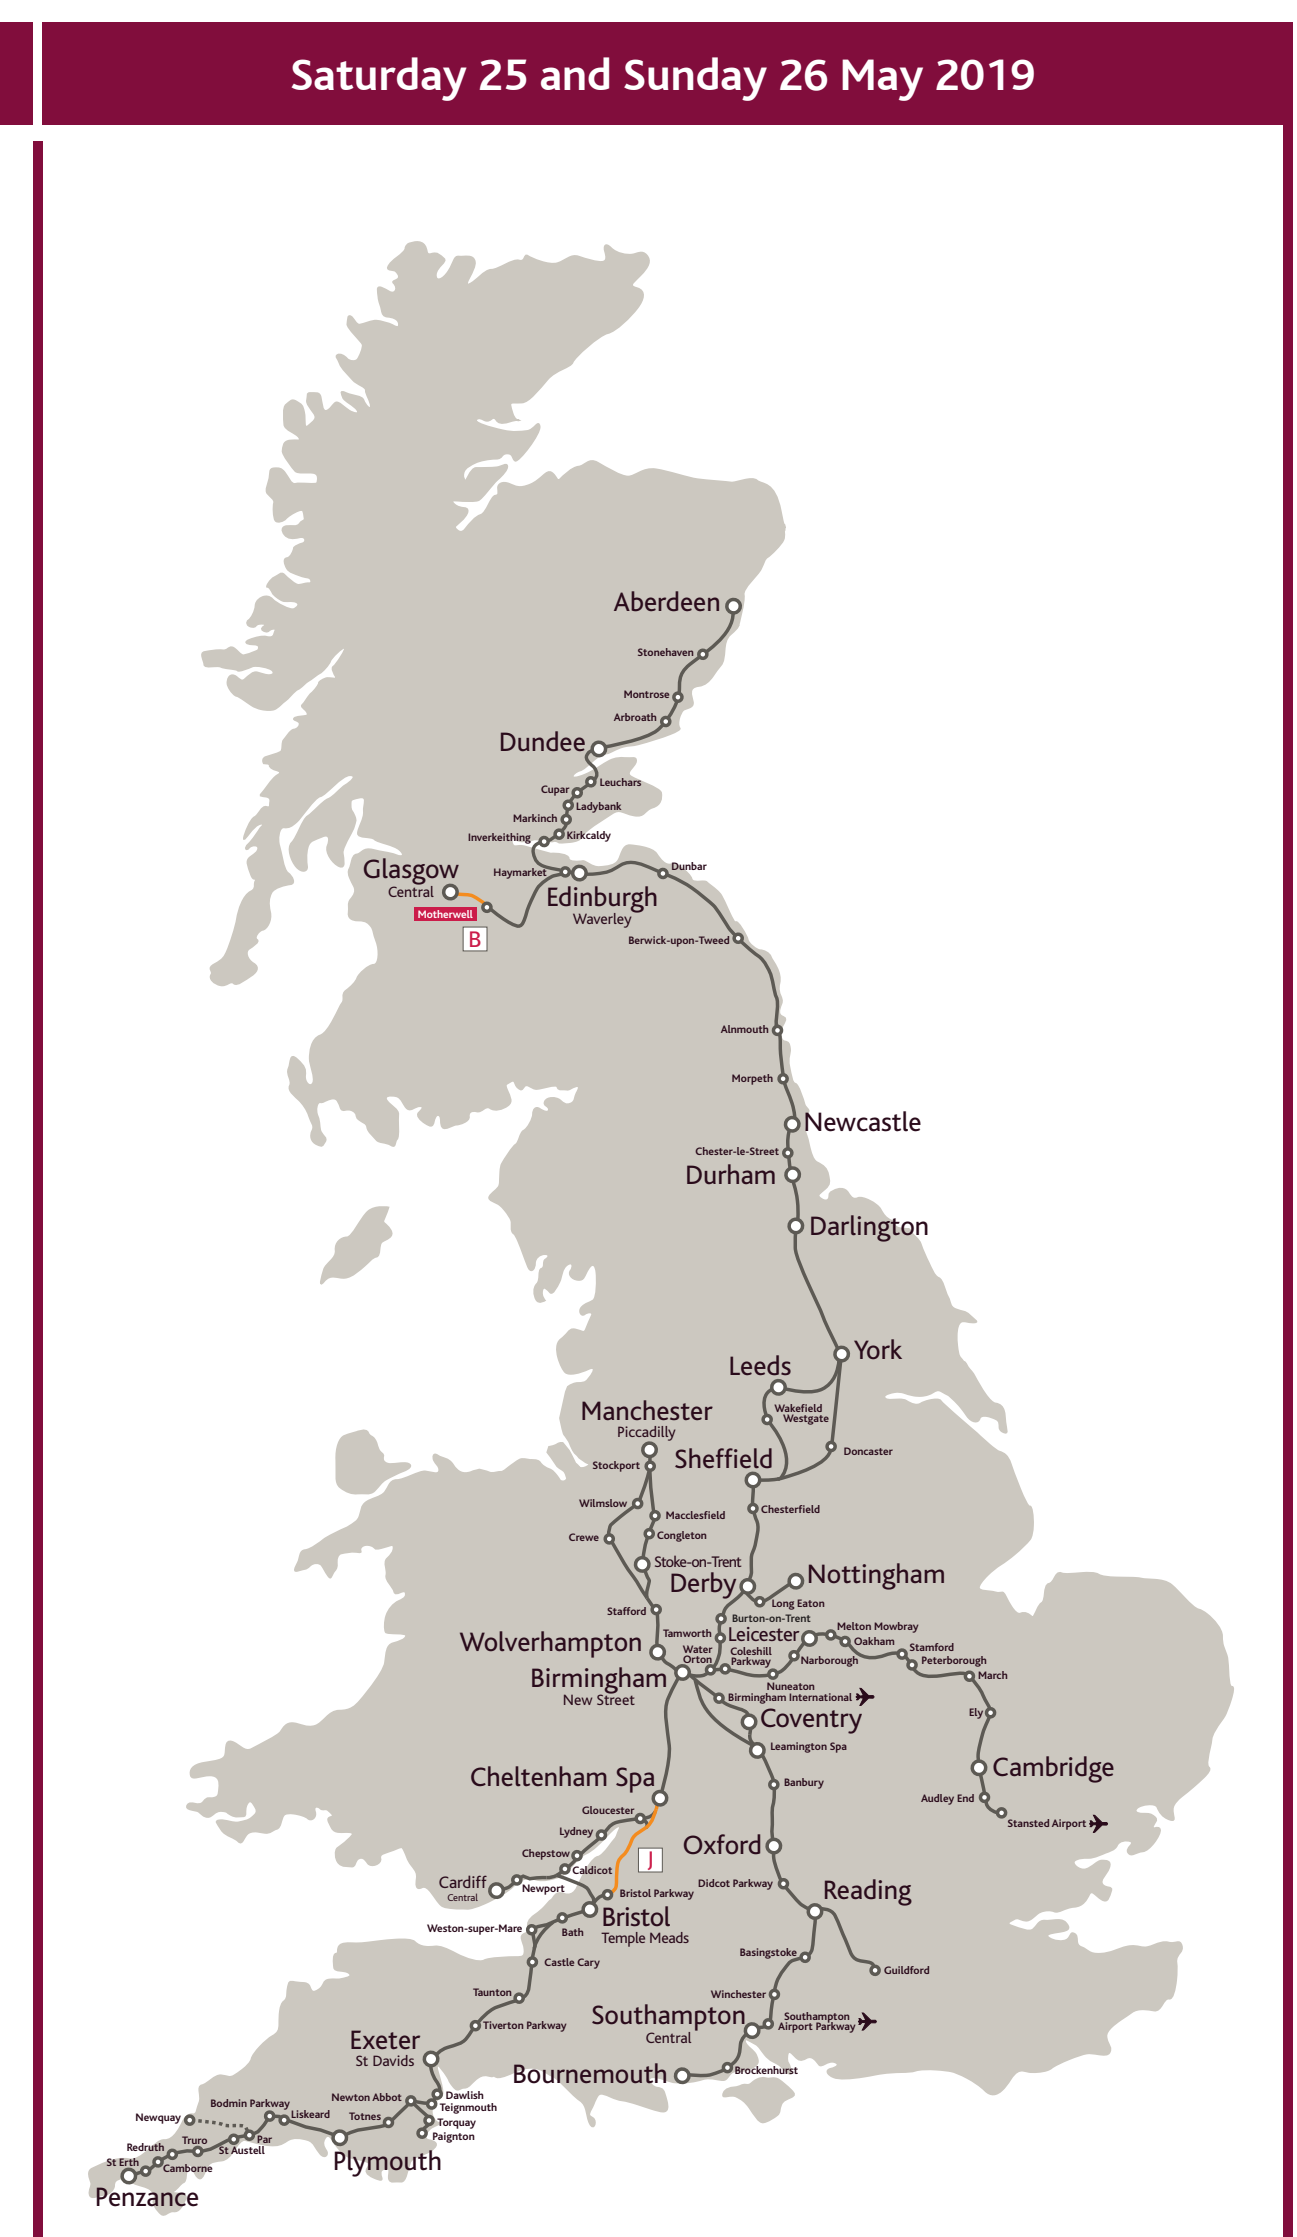 Saturday 25 and Sunday 26 May 2019
Aberdeen
Stonehaven
Montrose
Arbroath
Dundee
Leuchars
Cupar
Ladybank
Markinch
Kirkcaldy
Inverkeithing
Glasgow
Central
Haymarket
Dunbar
Edinburgh
Waverley
Motherwell
B
Berwick-upon-Tweed
Alnmouth
Morpeth
Newcastle
Chester-le-Street
Durham
Darlington
York
Leeds
Wakefield
Westgate
Manchester
Piccadilly
Doncaster
Sheffield
Stockport
Wilmslow
Chesterfield
Macclesfield
Crewe
Congleton
Stoke-on-Trent
Nottingham
Derby
Long Eaton
Stafford
Burton-on-Trent
Melton Mowbray
Tamworth
Leicester
Oakham
Wolverhampton
Stamford
Water
Orton
Coleshill
Parkway
Narborough
Peterborough
March
Birmingham
New Street
Nuneaton
Birmingham International
Ely
Coventry
Leamington Spa
Cambridge
Cheltenham Spa
Banbury
Audley End
Gloucester
Stansted Airport
Lydney
Oxford
Chepstow
J
Caldicot
Cardiff
Central
Newport
Bristol Parkway
Didcot Parkway
Reading
Bristol
Temple Meads
Weston-super-Mare
Bath
Basingstoke
Castle Cary
Guildford
Taunton
Winchester
Southampton
Central
Southampton
Airport Parkway
Tiverton Parkway
Exeter
St Davids
Bournemouth
Brockenhurst
Newton Abbot
Dawlish
Teignmouth
Bodmin Parkway
Liskeard
Totnes
Newquay
Torquay
Paignton
Par
Truro
St Austell
Redruth
Plymouth
St Erth
Camborne
Penzance